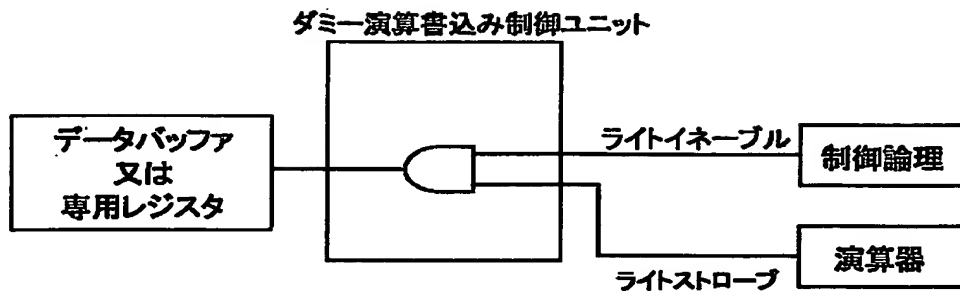 ダミー演算書込み制御ユニット
データバッファ
又は
専用レジスタ
ライトイネーブル
制御論理
ライトストローブ
演算器